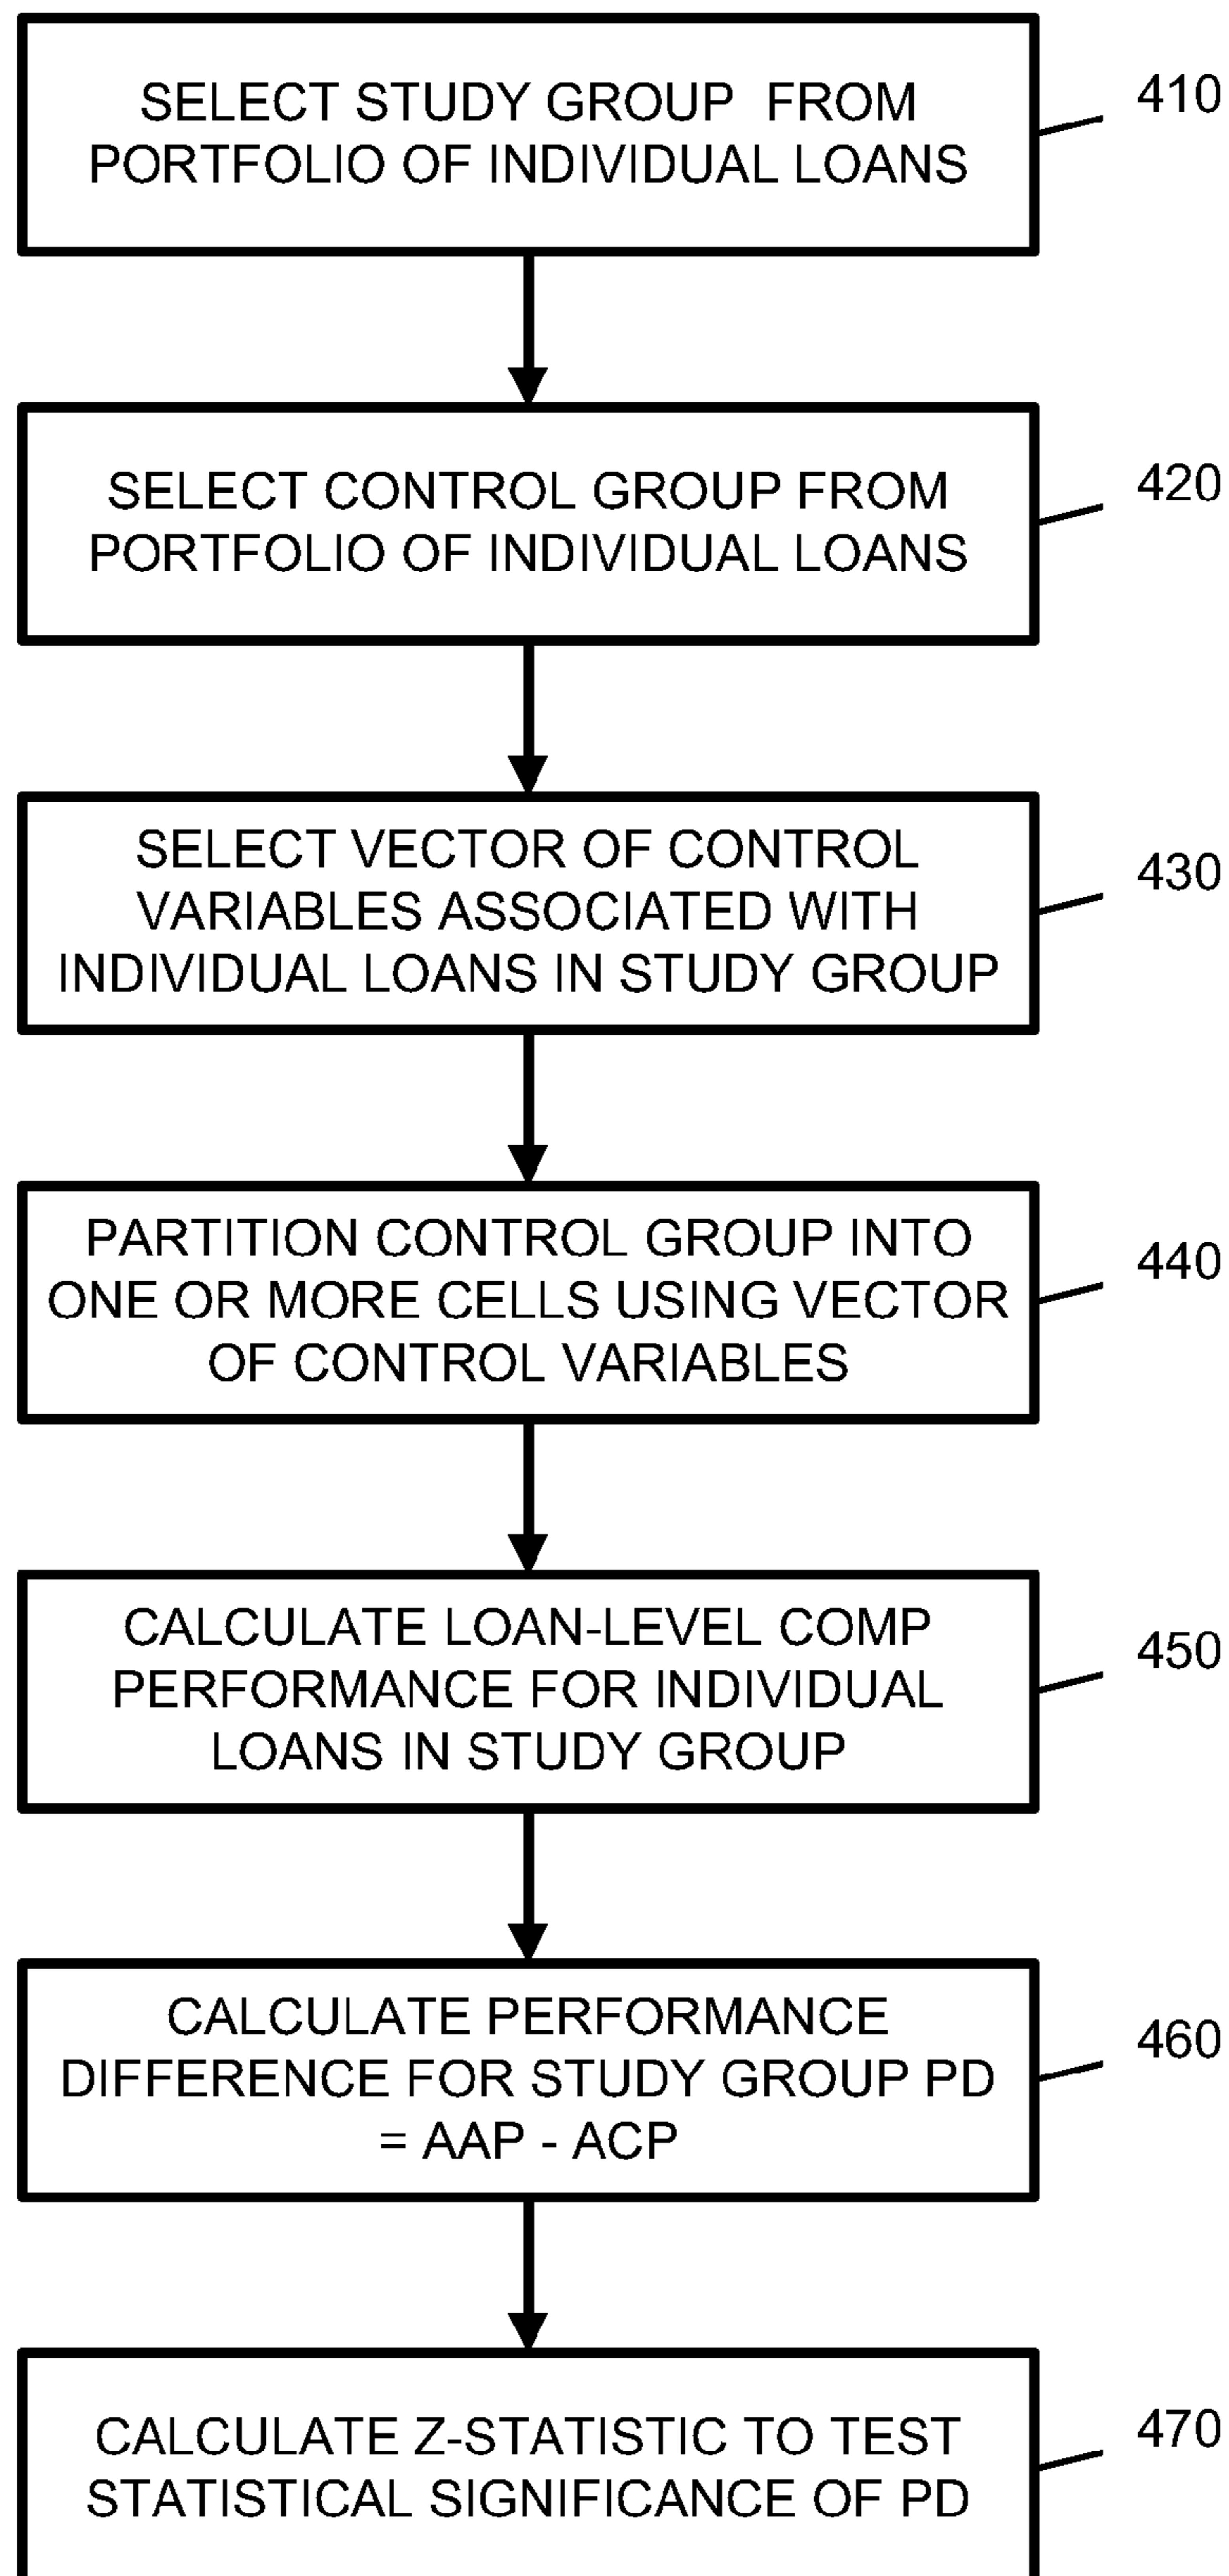 SELECT STUDY GROUP FROM
PORTFOLIO OF INDIVIDUAL LOANS
410
SELECT CONTROL GROUP FROM
PORTFOLIO OF INDIVIDUAL LOANS
420
SELECT VECTOR OF CONTROL
VARIABLES ASSOCIATED WITH
INDIVIDUAL LOANS IN STUDY GROUP
430
PARTITION CONTROL GROUP INTO
ONE OR MORE CELLS USING VECTOR
OF CONTROL VARIABLES
440
CALCULATE LOAN-LEVEL COMP
PERFORMANCE FOR INDIVIDUAL
LOANS IN STUDY GROUP
450
CALCULATE PERFORMANCE
DIFFERENCE FOR STUDY GROUP PD
= AAP - ACP
460
CALCULATE Z-STATISTIC TO TEST
STATISTICAL SIGNIFICANCE OF PD
470